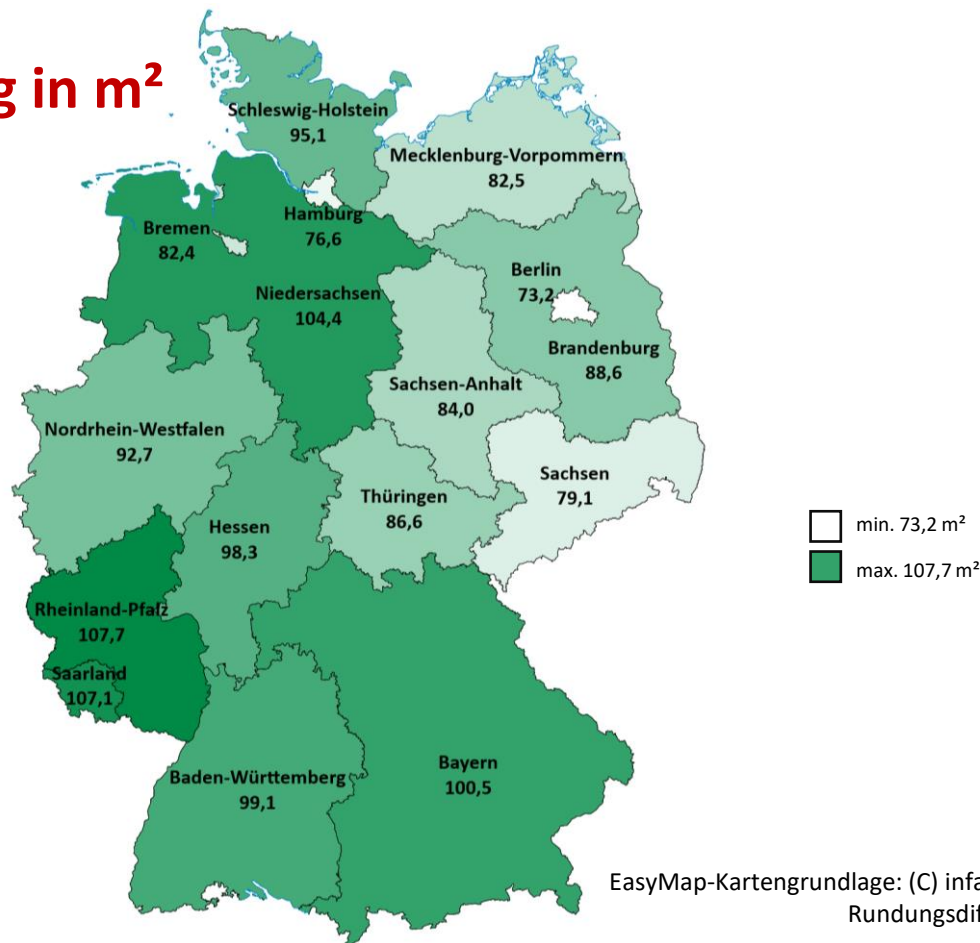 g in m²
Schleswig-Holstein
95,1
Mecklenburg-Vorpommern
82,5
Hamburg
76,6
Bremen
82,4
Berlin
73,2
Niedersachsen
104,4
Brandenburg
88,6
Sachsen-Anhalt
84,0
Nordrhein-Westfalen
92,7
Sachsen
79,1
Thüringen
86,6
Hessen
98,3
min. 73,2 m²
max. 107,7 m²
Rheinland-Pfalz
107,7
Saarland
107,1
Bayern
100,5
Baden-Württemberg
99,1
EasyMap-Kartengrundlage: (C) infa
Rundungsdif